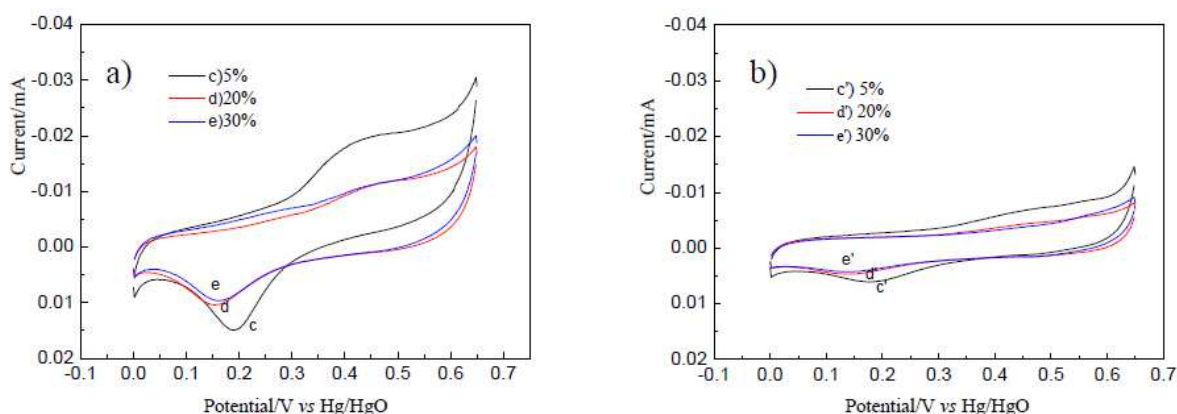 a)
c)5%
d)20%
e)30%
-0.04
-0.03
-0.02
-0.01
0.00
0.01
0.02
Current/mA
e
d
c
-0.1 0.0 0.1 0.2 0.3 0.4 0.5 0.6 0.7
Potential/V vs Hg/HgO
b)
c') 5%
d') 20%
e') 30%
-0.04
-0.03
-0.02
-0.01
0.00
0.01
0.02
Current/mA
e'
d'
c'
-0.1 0.0 0.1 0.2 0.3 0.4 0.5 0.6 0.7
Potential/V vs Hg/HgO